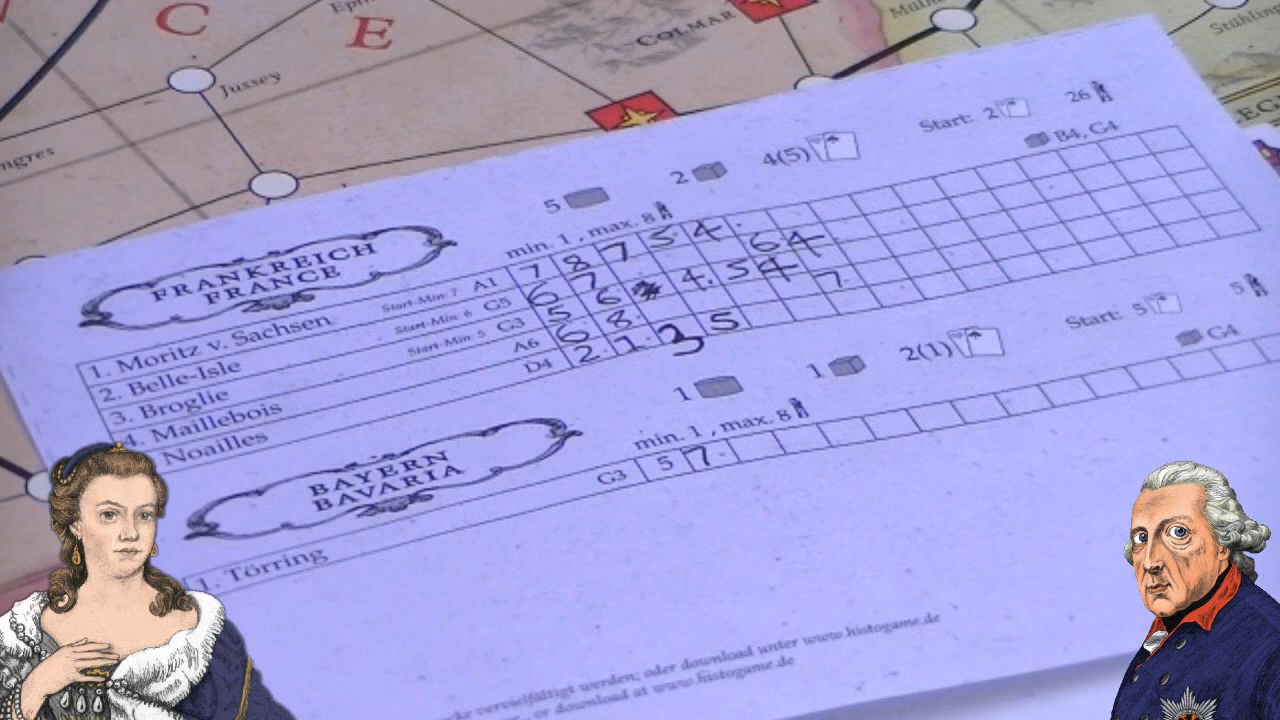 C
E
COLMAR
Jussey
Start: 2 26
5 2 4(5) B4, G4
FRANKREICH
FRANCE
min. 1 , max. 8
1. Moritz v. Sachsen Start-Min: 7 A1 7 8 7 5 4.
2. Belle-Isle Start-Min: 6 G5 6 7 6 4
3. Broglie Start-Min: 5 G3 5 6 4. 5 4
4. Maillebois A6 6 8 7.
Noailles D4 2. 1. 3 5
Start: 5 5
1 1 2(1) G4
BAYERN
BAVARIA
min. 1 , max. 8
1. Törring G3 5 7.
vervielfältigt werden; oder download unter www.histogame.de
or download at www.histogame.de